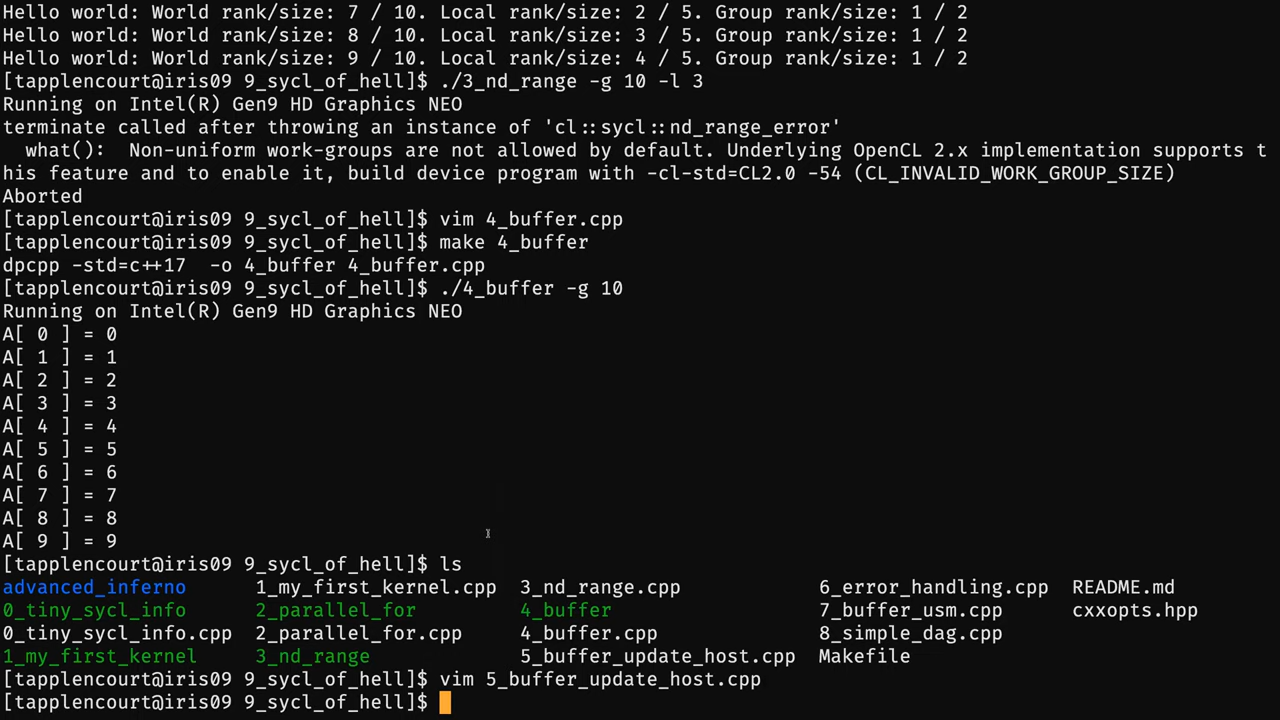 Hello world: World rank/size: 7 / 10. Local rank/size: 2 / 5. Group rank/size: 1 / 2
Hello world: World rank/size: 8 / 10. Local rank/size: 3 / 5. Group rank/size: 1 / 2
Hello world: World rank/size: 9 / 10. Local rank/size: 4 / 5. Group rank/size: 1 / 2
[tapplencourt@iris09 9_sycl_of_hell]$ ./3_nd_range -g 10 -l 3
Running on Intel(R) Gen9 HD Graphics NEO
terminate called after throwing an instance of 'cl::sycl::nd_range_error'
  what():  Non-uniform work-groups are not allowed by default. Underlying OpenCL 2.x implementation supports t
his feature and to enable it, build device program with -cl-std=CL2.0 -54 (CL_INVALID_WORK_GROUP_SIZE)
Aborted
[tapplencourt@iris09 9_sycl_of_hell]$ vim 4_buffer.cpp
[tapplencourt@iris09 9_sycl_of_hell]$ make 4_buffer
dpcpp -std=c++17  -o 4_buffer 4_buffer.cpp
[tapplencourt@iris09 9_sycl_of_hell]$ ./4_buffer -g 10
Running on Intel(R) Gen9 HD Graphics NEO
A[ 0 ] = 0
A[ 1 ] = 1
A[ 2 ] = 2
A[ 3 ] = 3
A[ 4 ] = 4
A[ 5 ] = 5
A[ 6 ] = 6
A[ 7 ] = 7
A[ 8 ] = 8
A[ 9 ] = 9
[tapplencourt@iris09 9_sycl_of_hell]$ ls
advanced_inferno      1_my_first_kernel.cpp  3_nd_range.cpp            6_error_handling.cpp  README.md
0_tiny_sycl_info      2_parallel_for         4_buffer                  7_buffer_usm.cpp      cxxopts.hpp
0_tiny_sycl_info.cpp  2_parallel_for.cpp     4_buffer.cpp              8_simple_dag.cpp
1_my_first_kernel     3_nd_range             5_buffer_update_host.cpp  Makefile
[tapplencourt@iris09 9_sycl_of_hell]$ vim 5_buffer_update_host.cpp
[tapplencourt@iris09 9_sycl_of_hell]$